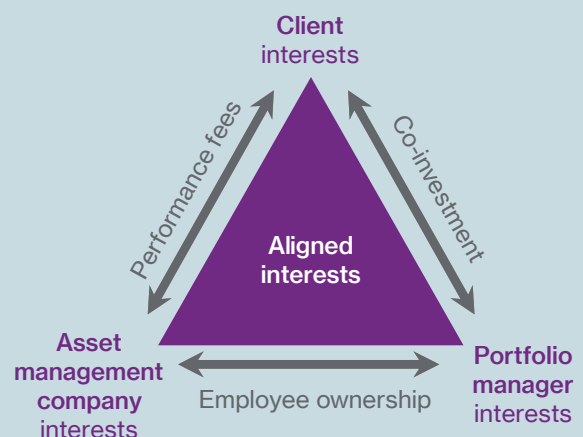 Client
interests
Performance fees
Co-investment
Aligned
interests
Asset
management
company
interests
Employee ownership
Portfolio
manager
interests